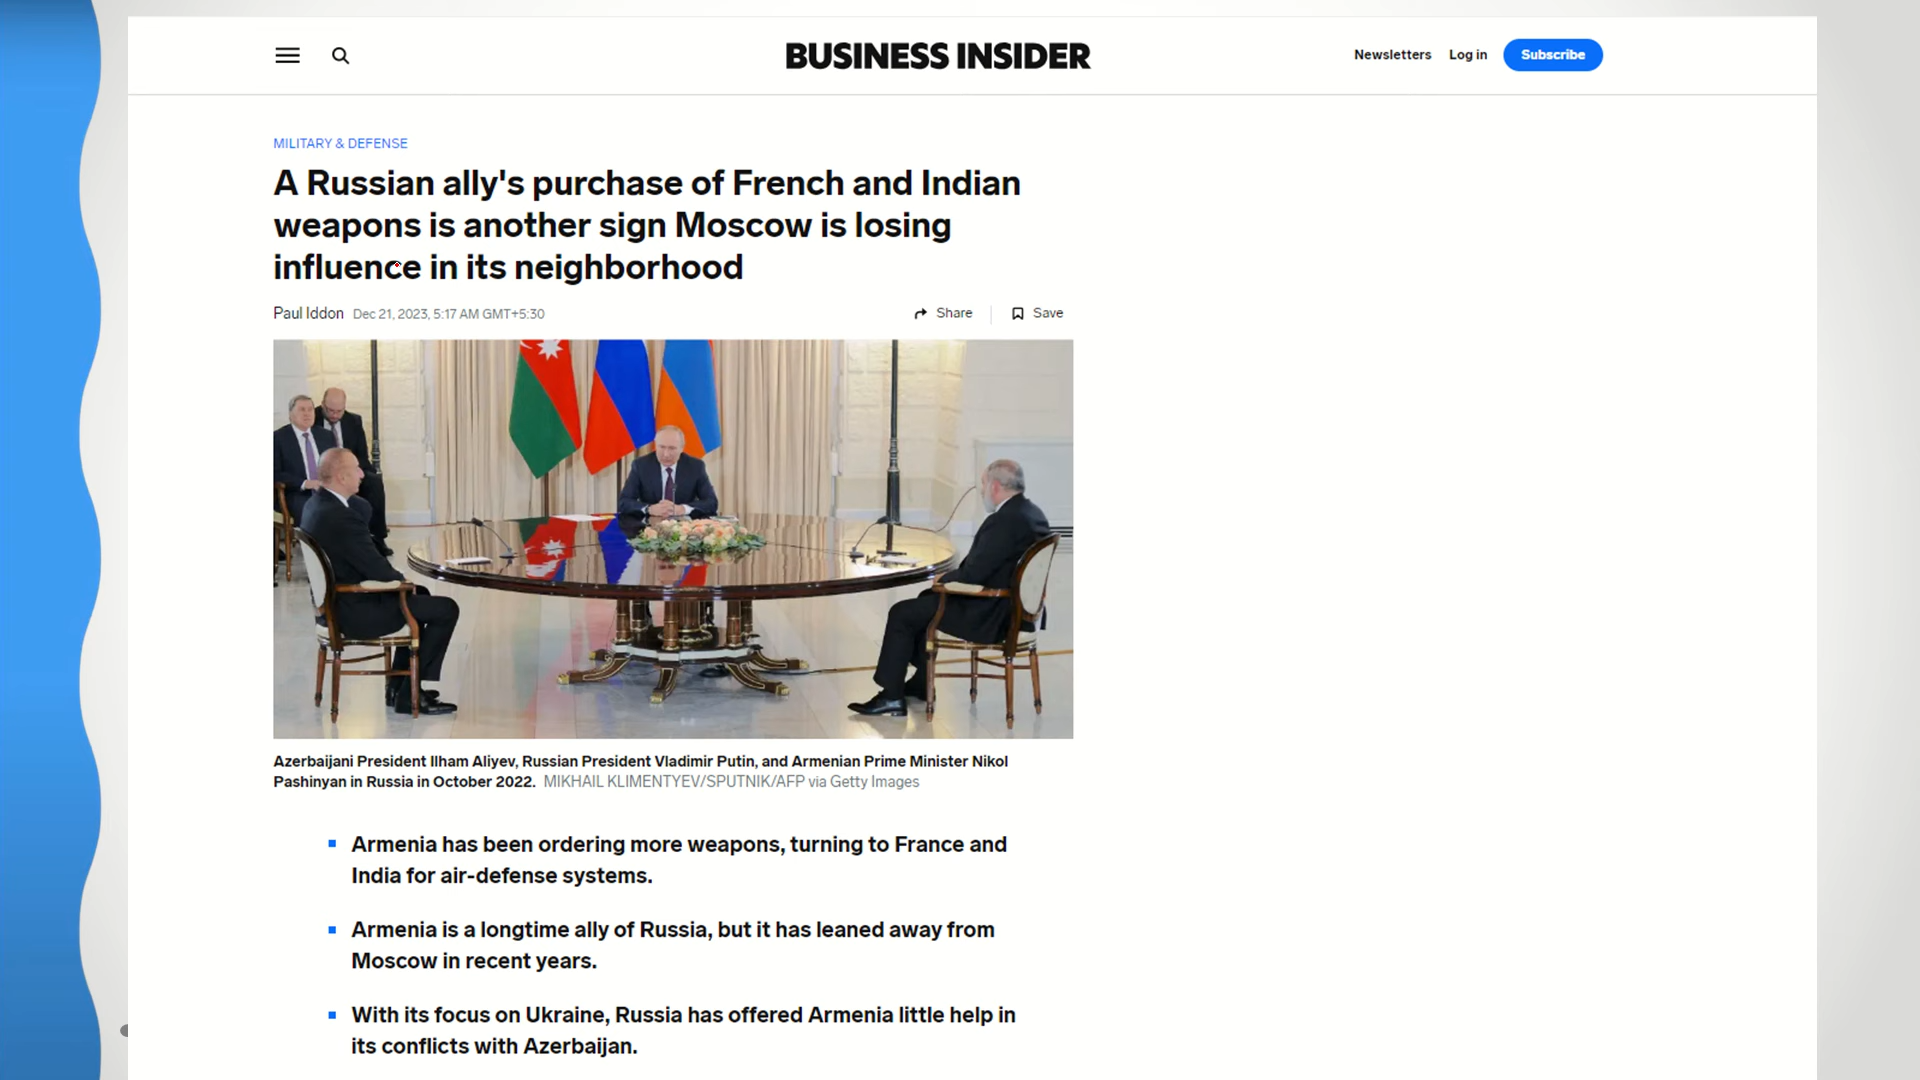 BUSINESS INSIDER
Newsletters Log in Subscribe
MILITARY & DEFENSE
A Russian ally's purchase of French and Indian
weapons is another sign Moscow is losing
influence in its neighborhood
Paul Iddon Dec 21, 2023, 5:17 AM GMT+5:30
Share Save
Azerbaijani President Ilham Aliyev, Russian President Vladimir Putin, and Armenian Prime Minister Nikol
Pashinyan in Russia in October 2022. MIKHAIL KLIMENTYEV/SPUTNIK/AFP via Getty Images
Armenia has been ordering more weapons, turning to France and
India for air-defense systems.
Armenia is a longtime ally of Russia, but it has leaned away from
Moscow in recent years.
With its focus on Ukraine, Russia has offered Armenia little help in
its conflicts with Azerbaijan.